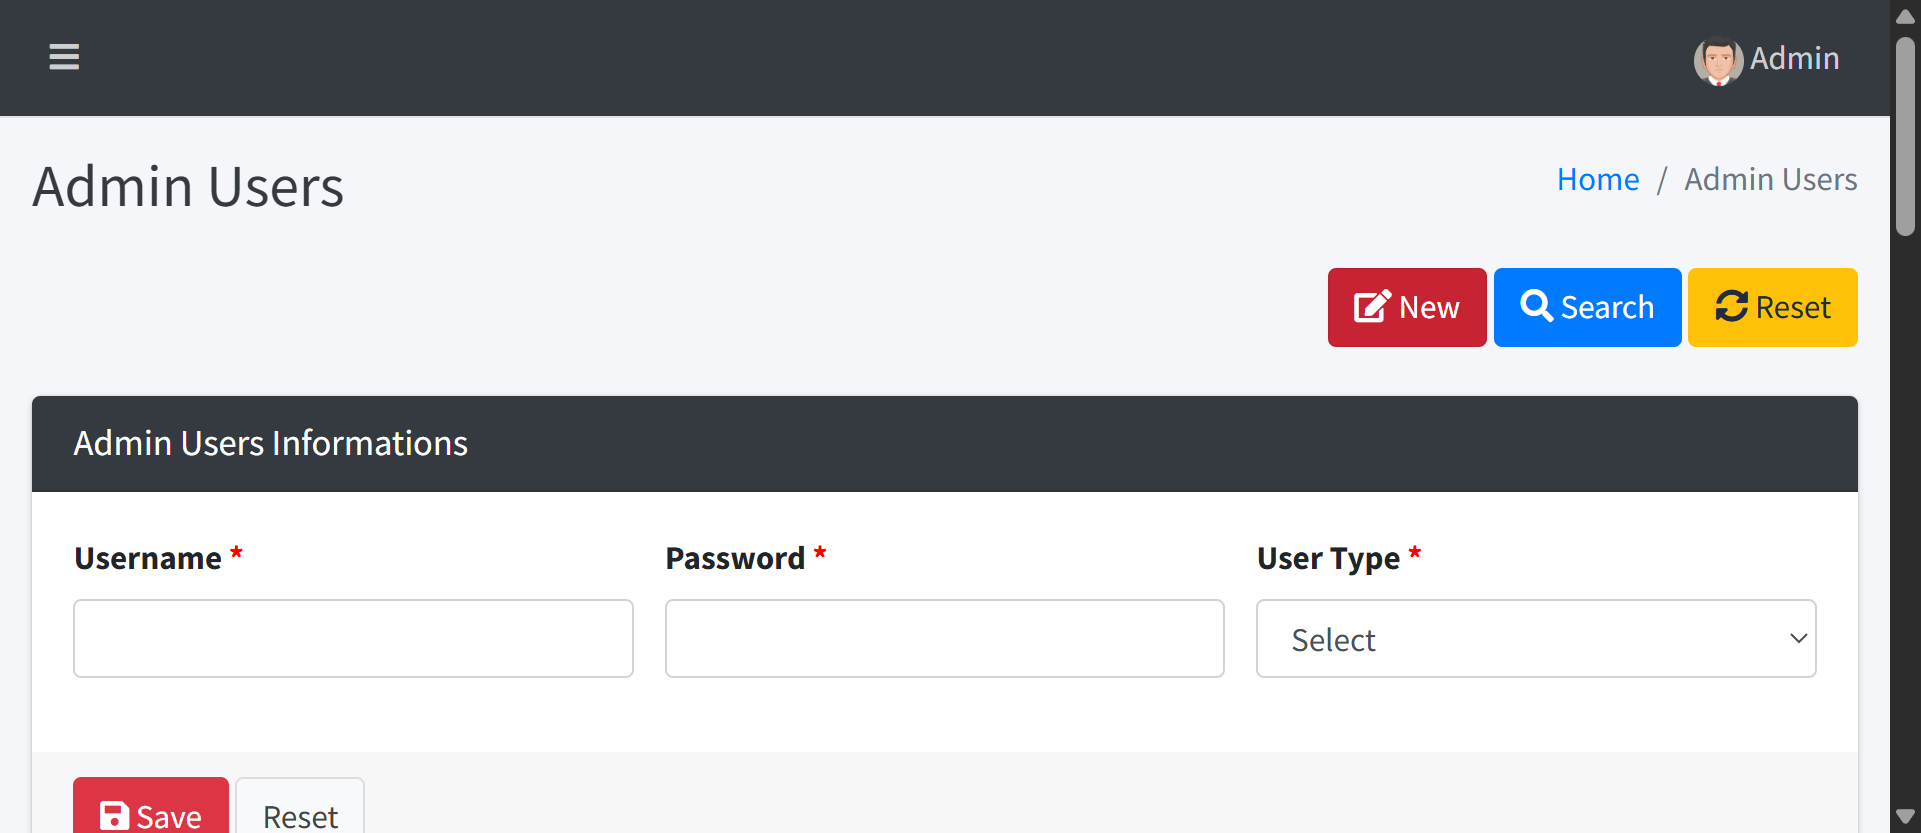 Admin
Admin Users
Home / Admin Users
New Search Reset
Admin Users Informations
Username * Password * User Type *
Select
Save Reset